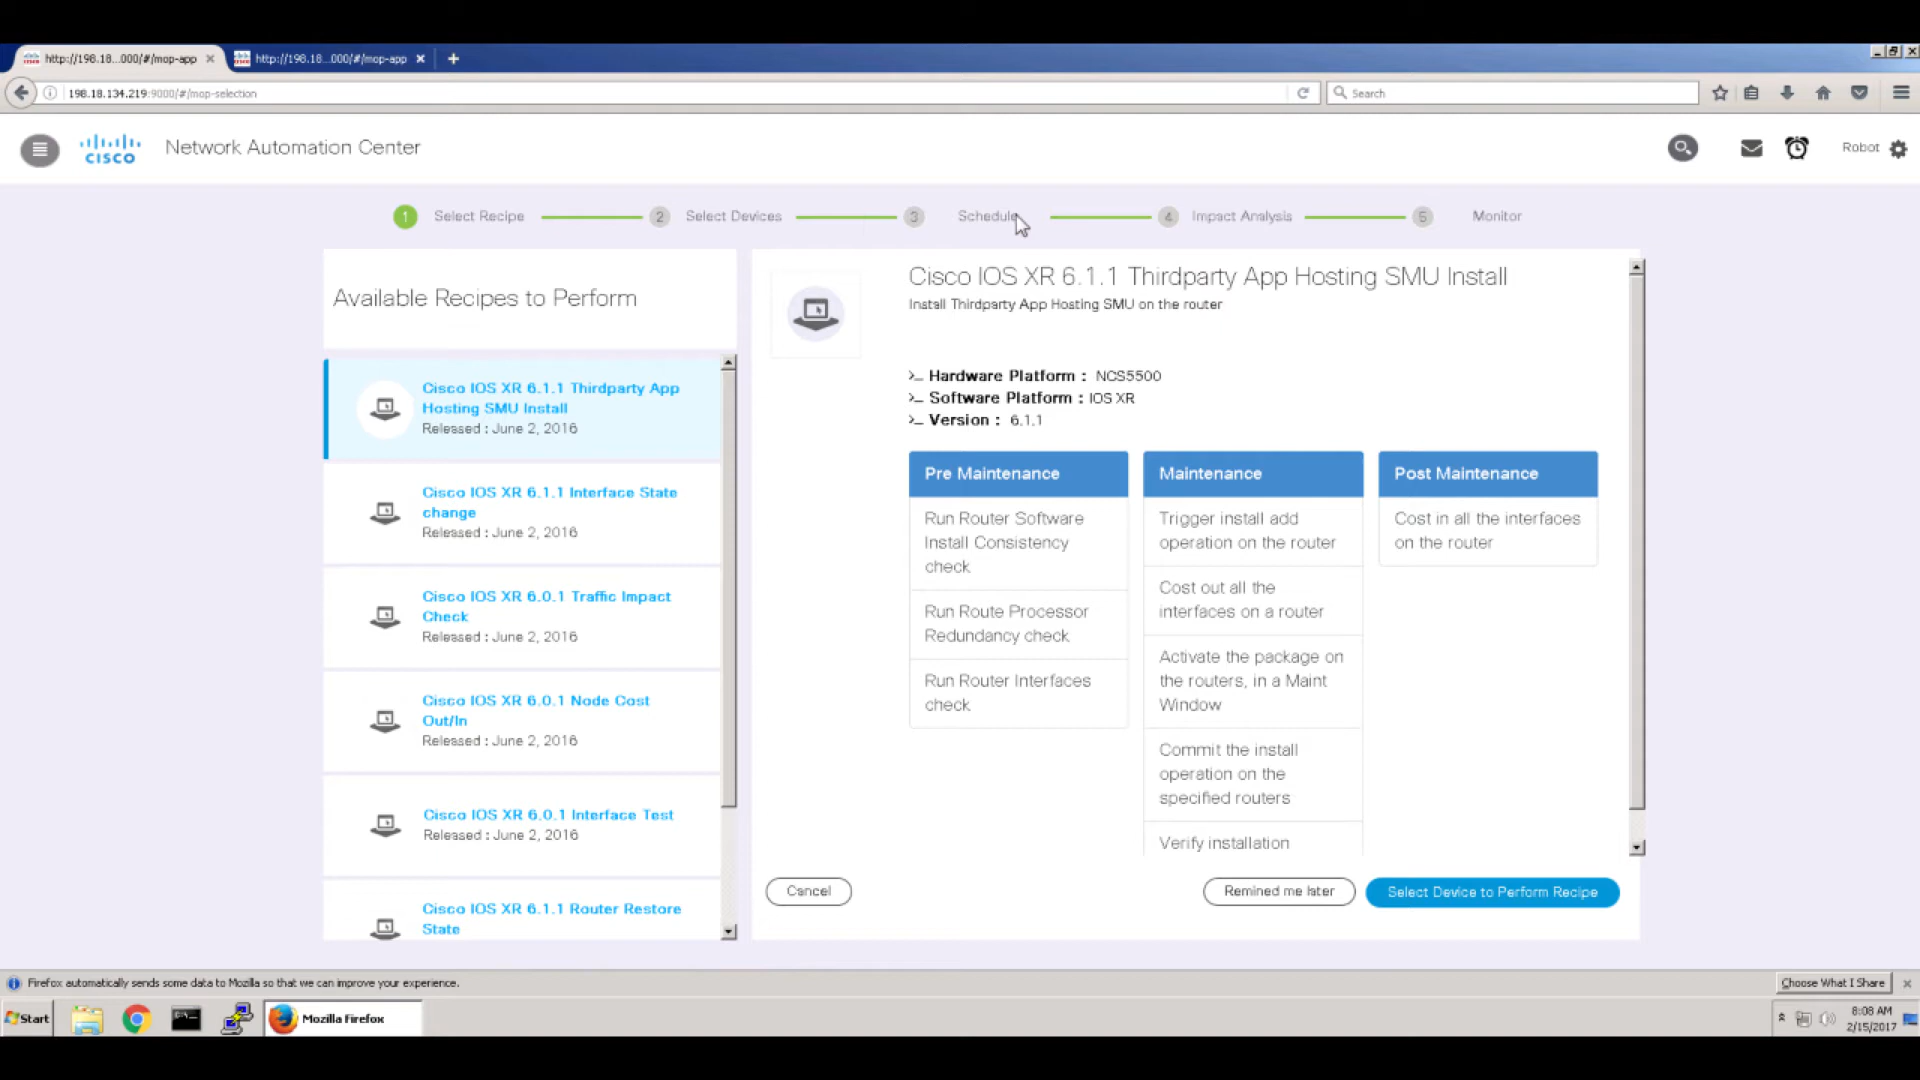 http://198.18...000/#/mop-app
http://198.18...000/#/mop-app
198.18.134.219:9000/#/mop-selection
Search
CISCO
Network Automation Center
Robot
1 Select Recipe
2 Select Devices
3 Schedule
4 Impact Analysis
5 Monitor
Available Recipes to Perform
Cisco IOS XR 6.1.1 Thirdparty App
Hosting SMU Install
Released : June 2, 2016
Cisco IOS XR 6.1.1 Interface State
change
Released : June 2, 2016
Cisco IOS XR 6.0.1 Traffic Impact
Check
Released : June 2, 2016
Cisco IOS XR 6.0.1 Node Cost
Out/In
Released : June 2, 2016
Cisco IOS XR 6.0.1 Interface Test
Released : June 2, 2016
Cisco IOS XR 6.1.1 Router Restore
State
Cisco IOS XR 6.1.1 Thirdparty App Hosting SMU Install
Install Thirdparty App Hosting SMU on the router
>_ Hardware Platform : NCS5500
>_ Software Platform : IOS XR
>_ Version : 6.1.1
Pre Maintenance
Run Router Software
Install Consistency
check
Run Route Processor
Redundancy check
Run Router Interfaces
check
Maintenance
Trigger install add
operation on the router
Cost out all the
interfaces on a router
Activate the package on
the routers, in a Maint
Window
Commit the install
operation on the
specified routers
Verify installation
Post Maintenance
Cost in all the interfaces
on the router
Cancel
Remined me later
Select Device to Perform Recipe
Firefox automatically sends some data to Mozilla so that we can improve your experience.
Choose What I Share
Start
Mozilla Firefox
8:08 AM
2/15/2017